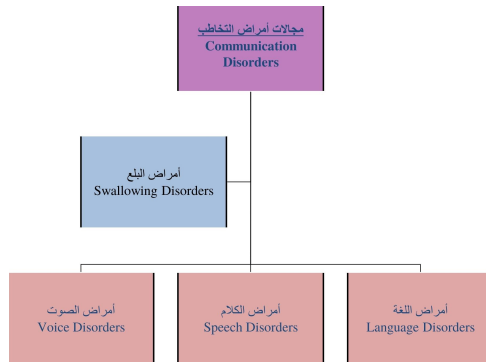 مجالات أمراض التخاطب
Communication
Disorders
أمراض البلع
Swallowing Disorders
أمراض الصوت
Voice Disorders
أمراض الكلام
Speech Disorders
أمراض اللغة
Language Disorders